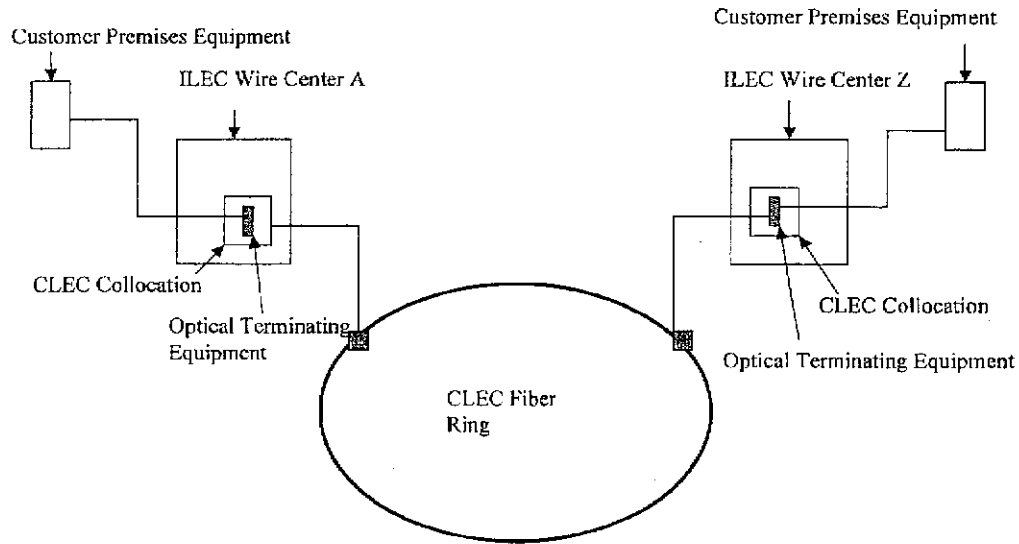 Customer Premises Equipment
Customer Premises Equipment
ILEC Wire Center A
ILEC Wire Center Z
CLEC Collocation
CLEC Collocation
Optical Terminating
Equipment
Optical Terminating Equipment
CLEC Fiber
Ring